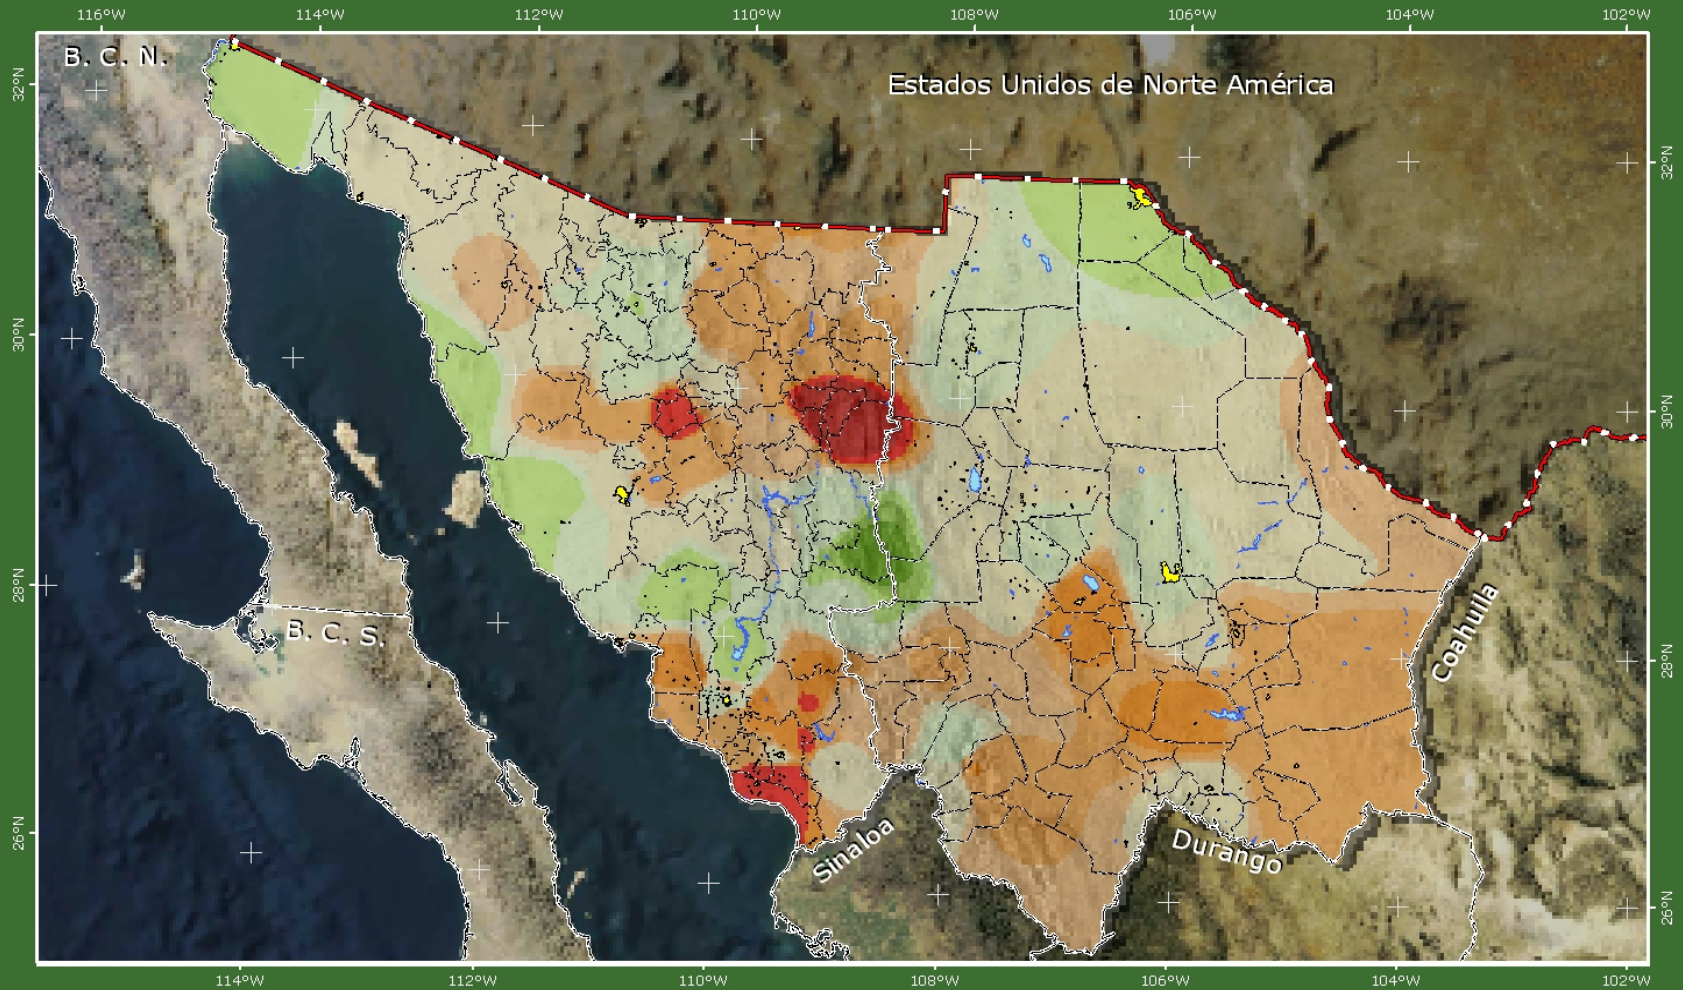 116°W 114°W 112°W 110°W 108°W 106°W 104°W 102°W
B. C. N.
Estados Unidos de Norte América
32°N 32°N
30°N 30°N
28°N 28°N
B. C. S.
Coahuila
26°N 26°N
Sinaloa
Durango
114°W 112°W 110°W 108°W 106°W 104°W 102°W